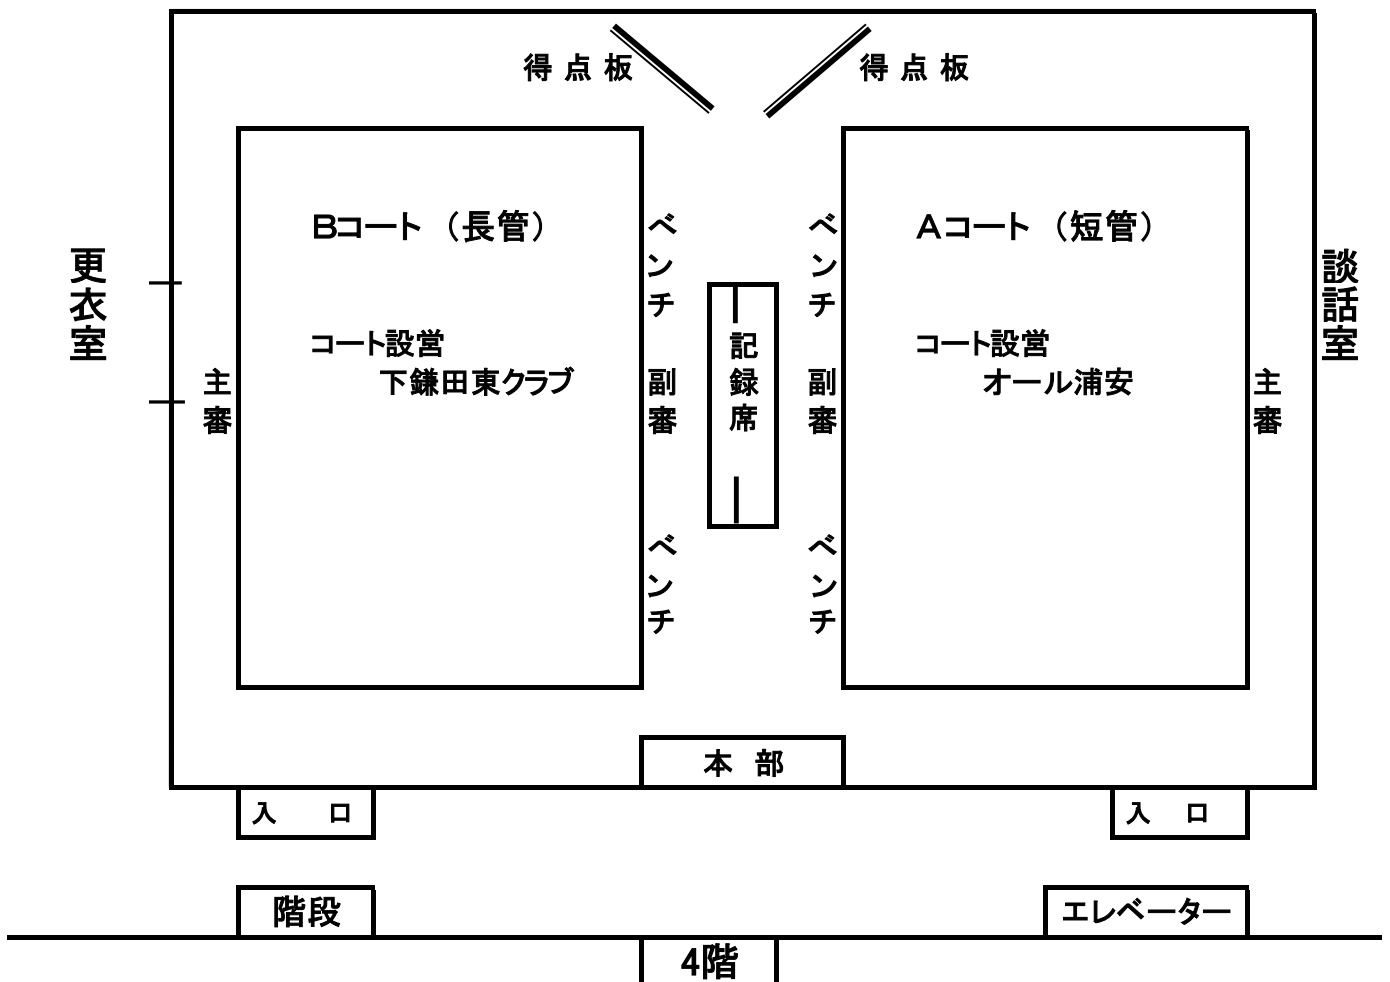 得点板
得点板
Bコート（長管）
Aコート（短管）
ベンチ
ベンチ
更衣室
談話室
コート設営
下鎌田東クラブ
コート設営
オール浦安
主審
副審
記録席
副審
主審
ベンチ
ベンチ
本部
入口
入口
階段
エレベーター
4階